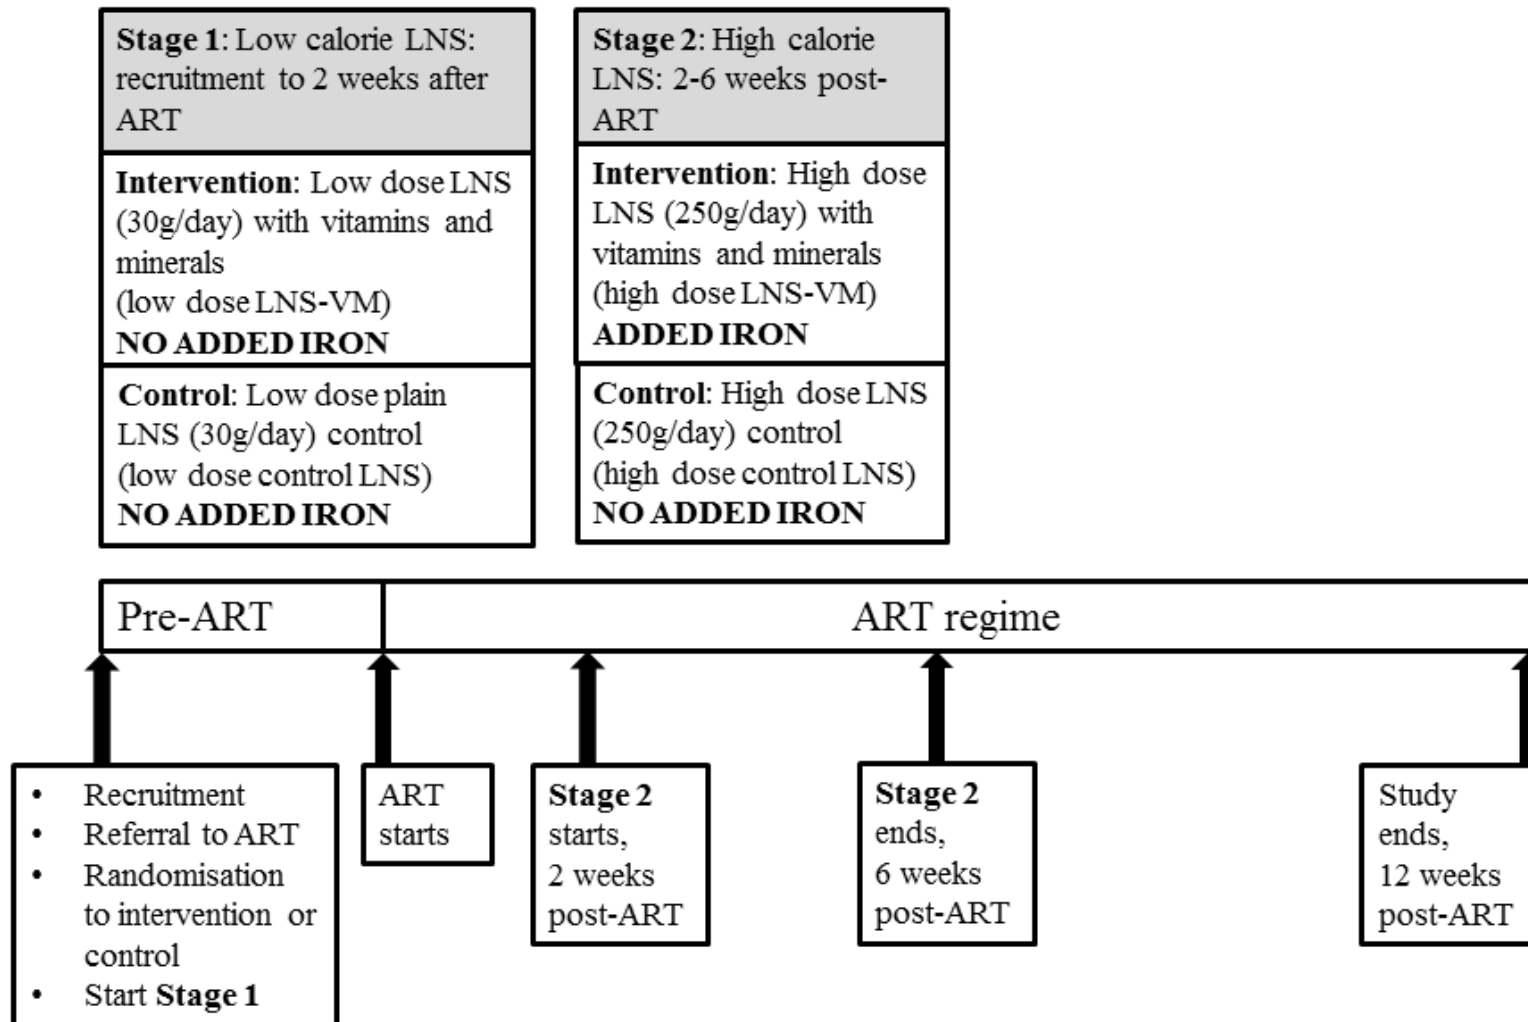 Stage 1: Low calorie LNS:
recruitment to 2 weeks after
ART
Intervention: Low dose LNS
(30g/day) with vitamins and
minerals
(low dose LNS-VM)
NO ADDED IRON
Control: Low dose plain
LNS (30g/day) control
(low dose control LNS)
NO ADDED IRON
Stage 2: High calorie
LNS: 2-6 weeks post-
ART
Intervention: High dose
LNS (250g/day) with
vitamins and minerals
(high dose LNS-VM)
ADDED IRON
Control: High dose LNS
(250g/day) control
(high dose control LNS)
NO ADDED IRON
Pre-ART
ART regime
• Recruitment
• Referral to ART
• Randomisation
to intervention or
control
• Start Stage 1
ART
starts
Stage 2
starts,
2 weeks
post-ART
Stage 2
ends,
6 weeks
post-ART
Study
ends,
12 weeks
post-ART